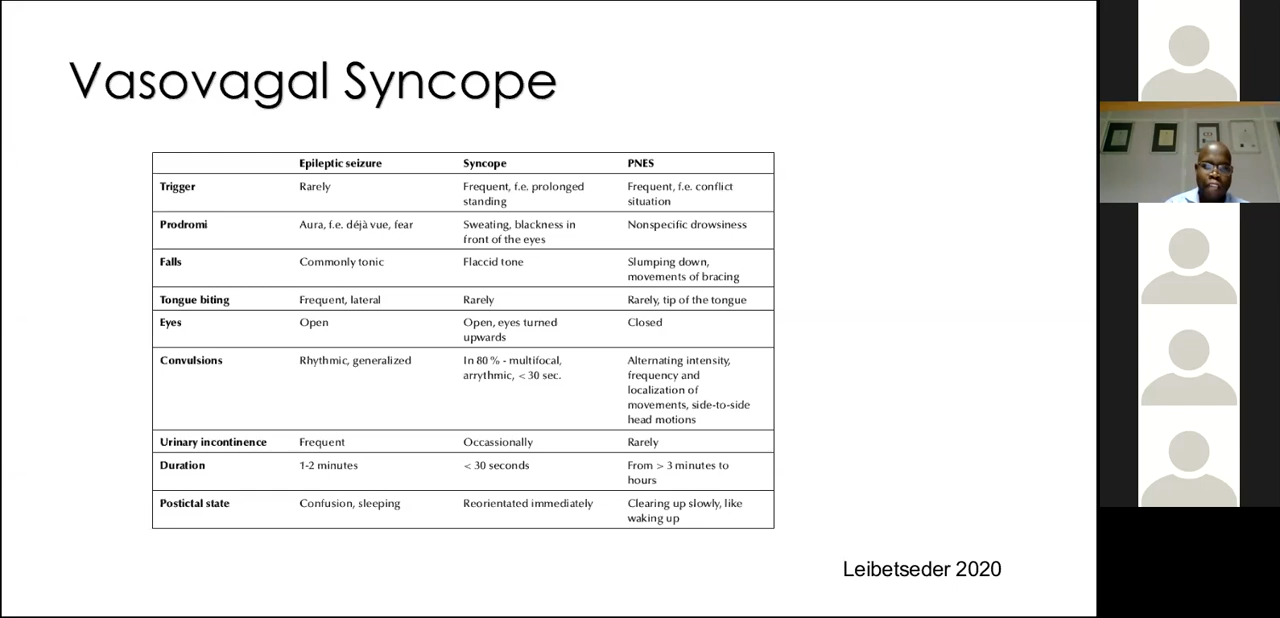 Vasovagal Syncope
Epileptic seizure Syncope PNES
Trigger Rarely Frequent, f.e. prolonged standing Frequent, f.e. conflict situation
Prodromi Aura, f.e. déjà vue, fear Sweating, blackness in front of the eyes Nonspecific drowsiness
Falls Commonly tonic Flaccid tone Slumping down, movements of bracing
Tongue biting Frequent, lateral Rarely Rarely, tip of the tongue
Eyes Open Open, eyes turned upwards Closed
Convulsions Rhythmic, generalized In 80 % - multifocal, arrythmic, < 30 sec. Alternating intensity, frequency and localization of movements, side-to-side head motions
Urinary incontinence Frequent Occassionally Rarely
Duration 1-2 minutes < 30 seconds From > 3 minutes to hours
Postictal state Confusion, sleeping Reorientated immediately Clearing up slowly, like waking up
Leibetseder 2020